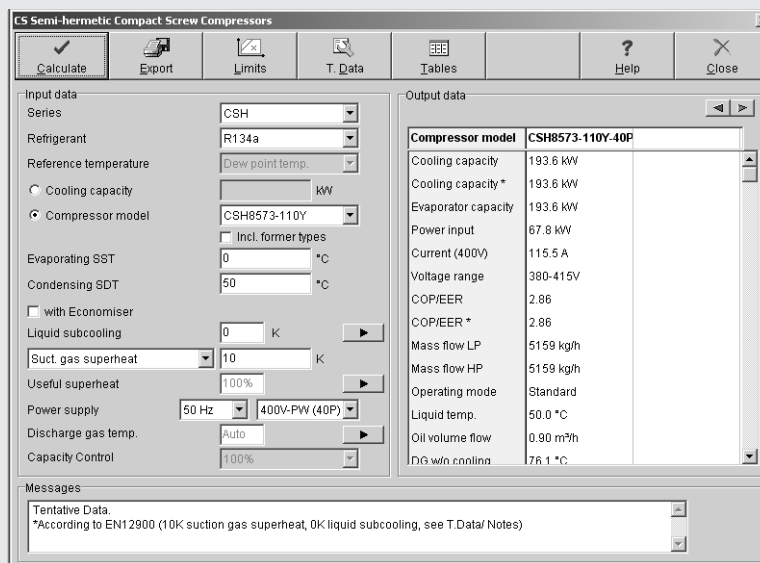 CS Semi-hermetic Compact Screw Compressors
Calculate Export Limits T. Data Tables Help Close
Input data
Series CSH
Refrigerant R134a
Reference temperature Dew point temp.
Cooling capacity kW
Compressor model CSH8573-110Y
Incl. former types
Evaporating SST 0 °C
Condensing SDT 50 °C
with Economiser
Liquid subcooling 0 K
Suct. gas superheat 10 K
Useful superheat 100%
Power supply 50 Hz 400V-PW (40P)
Discharge gas temp. Auto
Capacity Control 100%
Output data
Compressor model CSH8573-110Y-40P
Cooling capacity 193.6 kW
Cooling capacity * 193.6 kW
Evaporator capacity 193.6 kW
Power input 67.8 kW
Current (400V) 115.5 A
Voltage range 380-415V
COP/EER 2.86
COP/EER * 2.86
Mass flow LP 5159 kg/h
Mass flow HP 5159 kg/h
Operating mode Standard
Liquid temp. 50.0 °C
Oil volume flow 0.90 m³/h
DG w/o cooling 76.1 °C
Messages
Tentative Data.
*According to EN12900 (10K suction gas superheat, 0K liquid subcooling, see T.Data/ Notes)